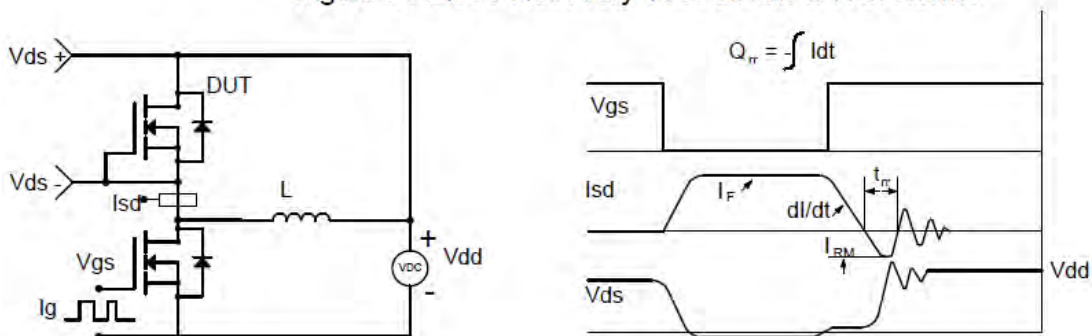 Vds +
DUT
Vds -
Isd
L
Vgs
Ig
VDC
+
-
Vdd
Qrr = -∫ Idt
Vgs
Isd
IF
dI/dt
trr
IRM
Vds
Vdd